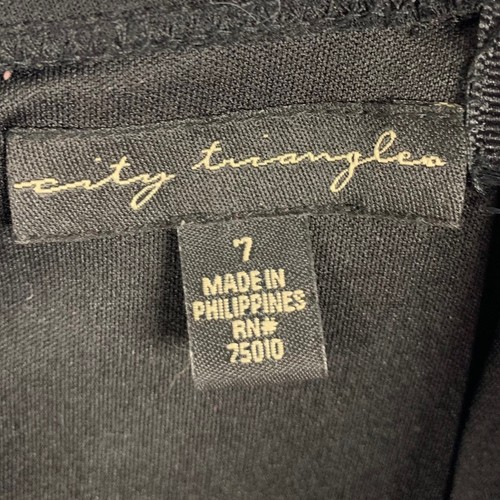 city triangles
7
MADE IN
PHILIPPINES
RN#
75010